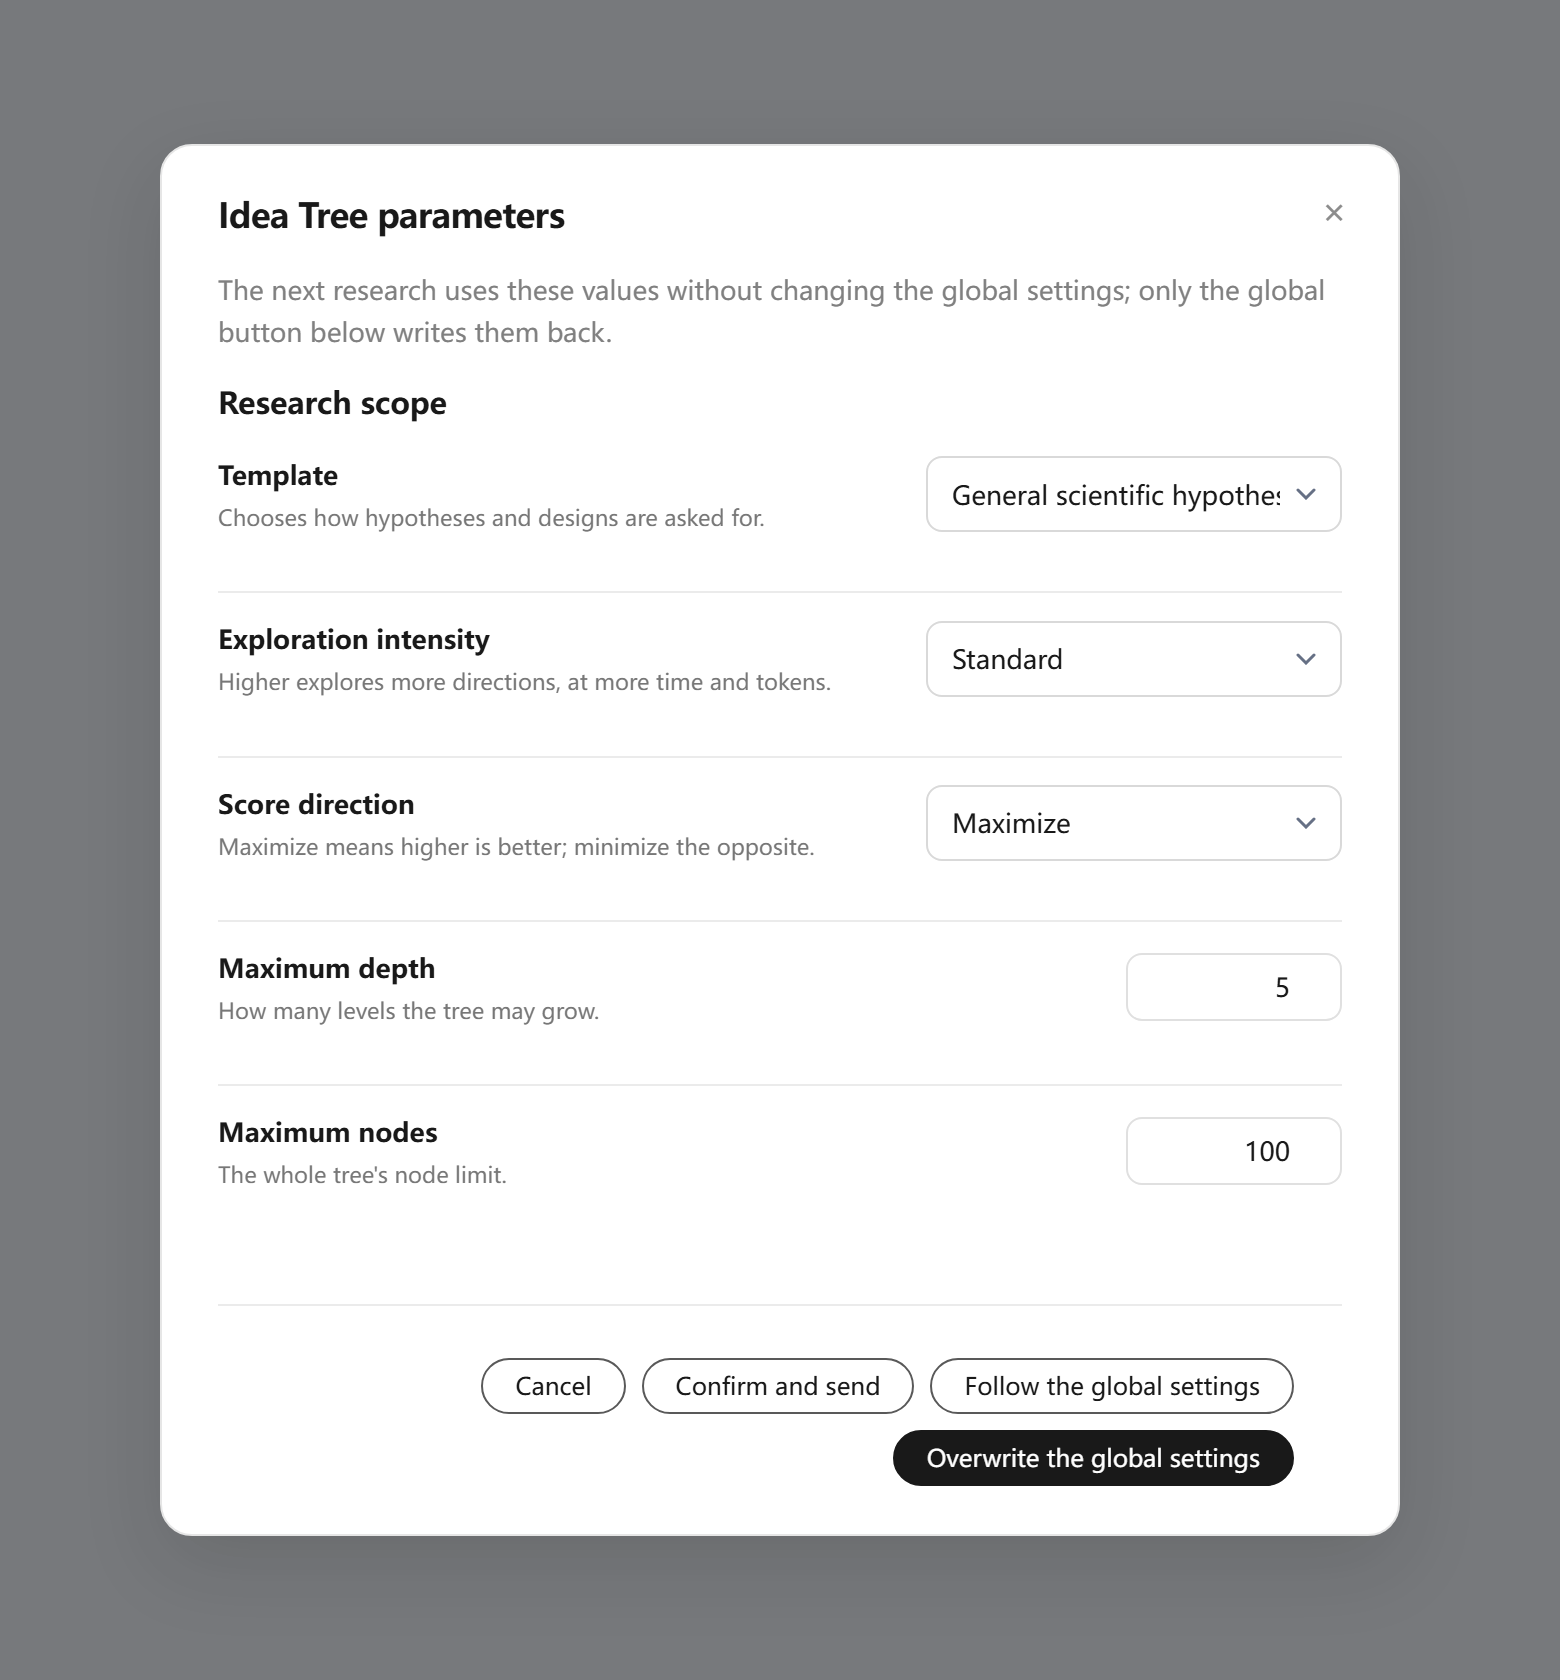 Idea Tree parameters
The next research uses these values without changing the global settings; only the global
button below writes them back.
Research scope
Template
Chooses how hypotheses and designs are asked for.
General scientific hypothes
Exploration intensity
Higher explores more directions, at more time and tokens.
Standard
Score direction
Maximize means higher is better; minimize the opposite.
Maximize
Maximum depth
How many levels the tree may grow.
5
Maximum nodes
The whole tree's node limit.
100
Cancel
Confirm and send
Follow the global settings
Overwrite the global settings